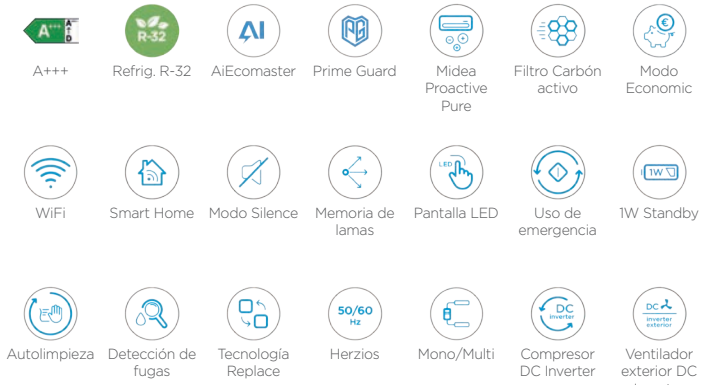 A+++ A+++ A D
R-32
AI
PG
€
A+++
Refrig. R-32
AiEcomaster
Prime Guard
Midea
Proactive
Pure
Filtro Carbón
activo
Modo
Economic
LED
1W
WiFi
Smart Home
Modo Silence
Memoria de
lamas
Pantalla LED
Uso de
emergencia
1W Standby
50/60
Hz
DC
inverter
DC
inverter
exterior
Autolimpieza
Detección de
fugas
Tecnología
Replace
Herzios
Mono/Multi
Compresor
DC Inverter
Ventilador
exterior DC